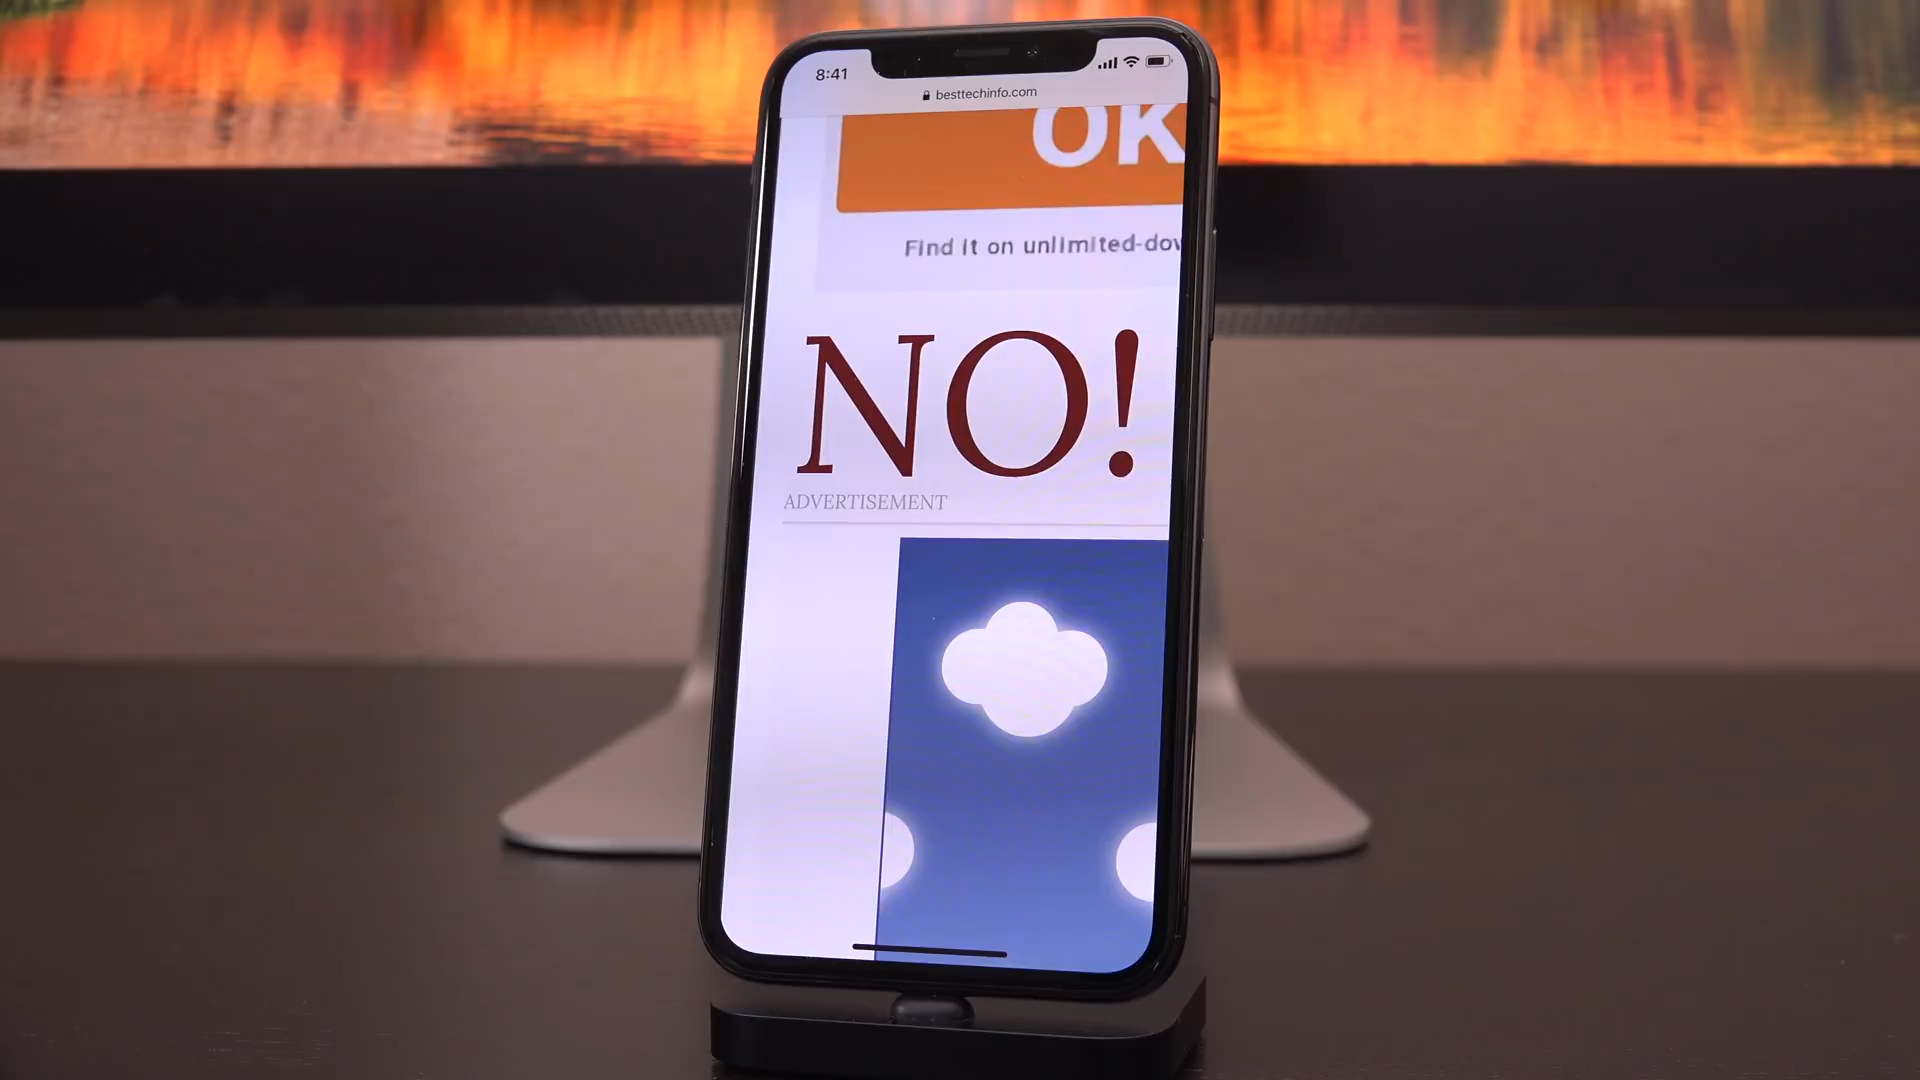 8:41
besttechinfo.com
OK
Find it on unlimited-dow
NO!
ADVERTISEMENT